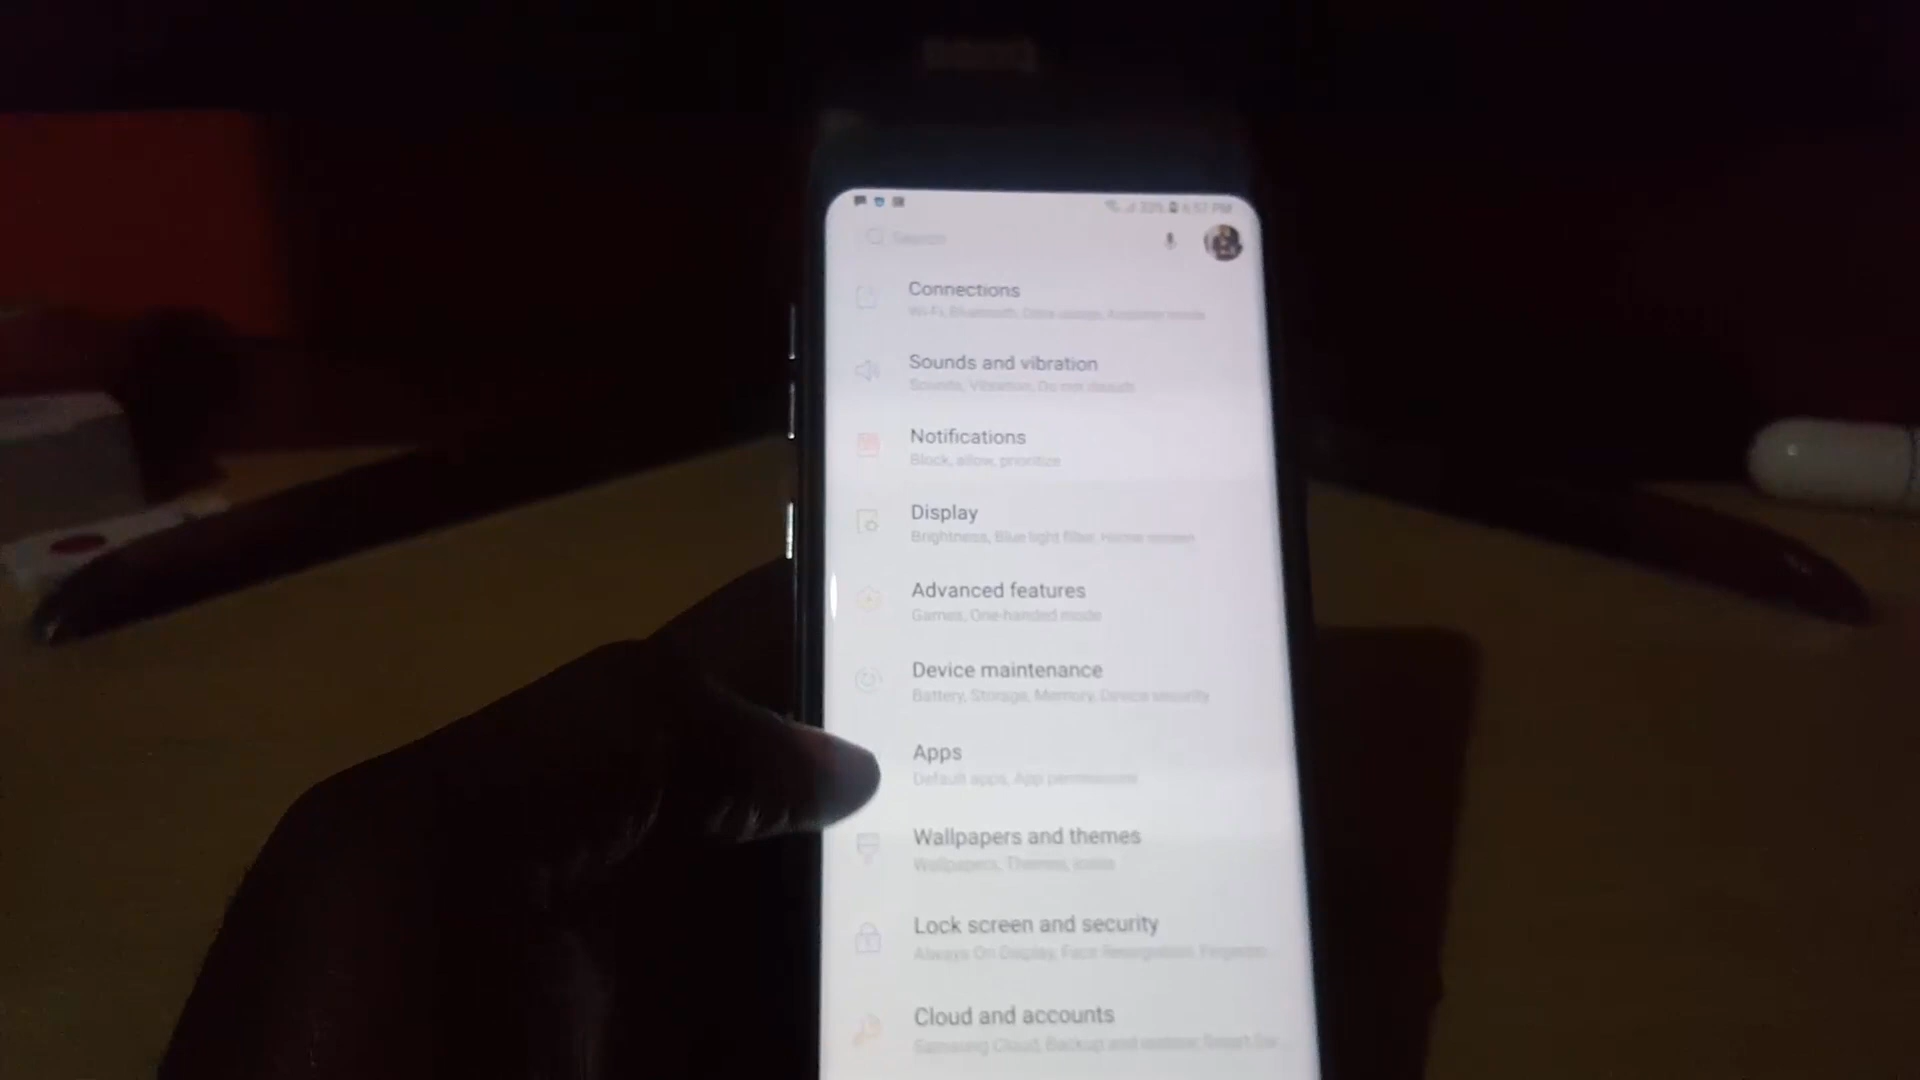 Search
Connections
Wi-Fi, Bluetooth, Data usage, Airplane mode
Sounds and vibration
Sounds, Vibration, Do not disturb
Notifications
Block, allow, prioritize
Display
Brightness, Blue light filter, Home screen
Advanced features
Games, One-handed mode
Device maintenance
Battery, Storage, Memory, Device security
Apps
Default apps, App permissions
Wallpapers and themes
Wallpapers, Themes, Icons
Lock screen and security
Always On Display, Face Recognition, Fingerpr...
Cloud and accounts
Samsung Cloud, Backup and restore, Smart Sw...